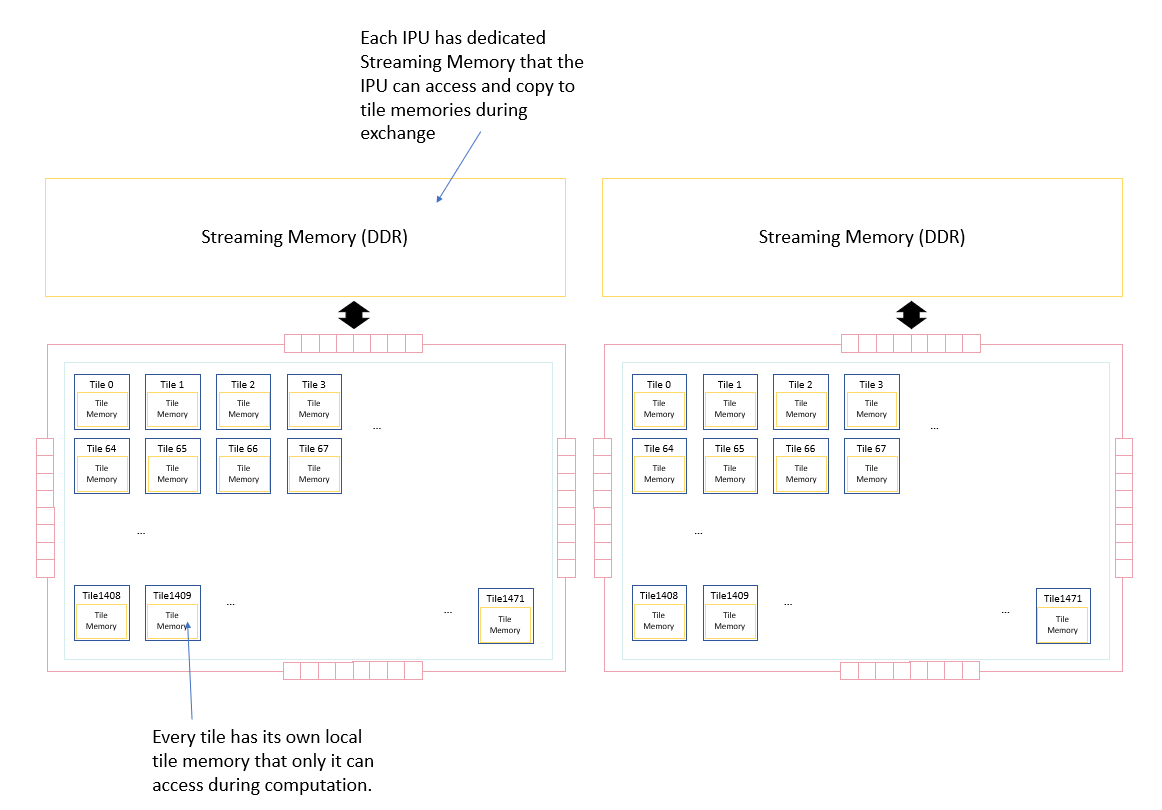 Each IPU has dedicated
Streaming Memory that the
IPU can access and copy to
tile memories during
exchange
Streaming Memory (DDR)
Streaming Memory (DDR)
Tile 0
Tile
Memory
Tile 1
Tile
Memory
Tile 2
Tile
Memory
Tile 3
Tile
Memory
...
Tile 64
Tile
Memory
Tile 65
Tile
Memory
Tile 66
Tile
Memory
Tile 67
Tile
Memory
...
Tile1408
Tile
Memory
Tile1409
Tile
Memory
...
...
Tile1471
Tile
Memory
Tile 0
Tile
Memory
Tile 1
Tile
Memory
Tile 2
Tile
Memory
Tile 3
Tile
Memory
...
Tile 64
Tile
Memory
Tile 65
Tile
Memory
Tile 66
Tile
Memory
Tile 67
Tile
Memory
...
Tile1408
Tile
Memory
Tile1409
Tile
Memory
...
...
Tile1471
Tile
Memory
Every tile has its own local
tile memory that only it can
access during computation.